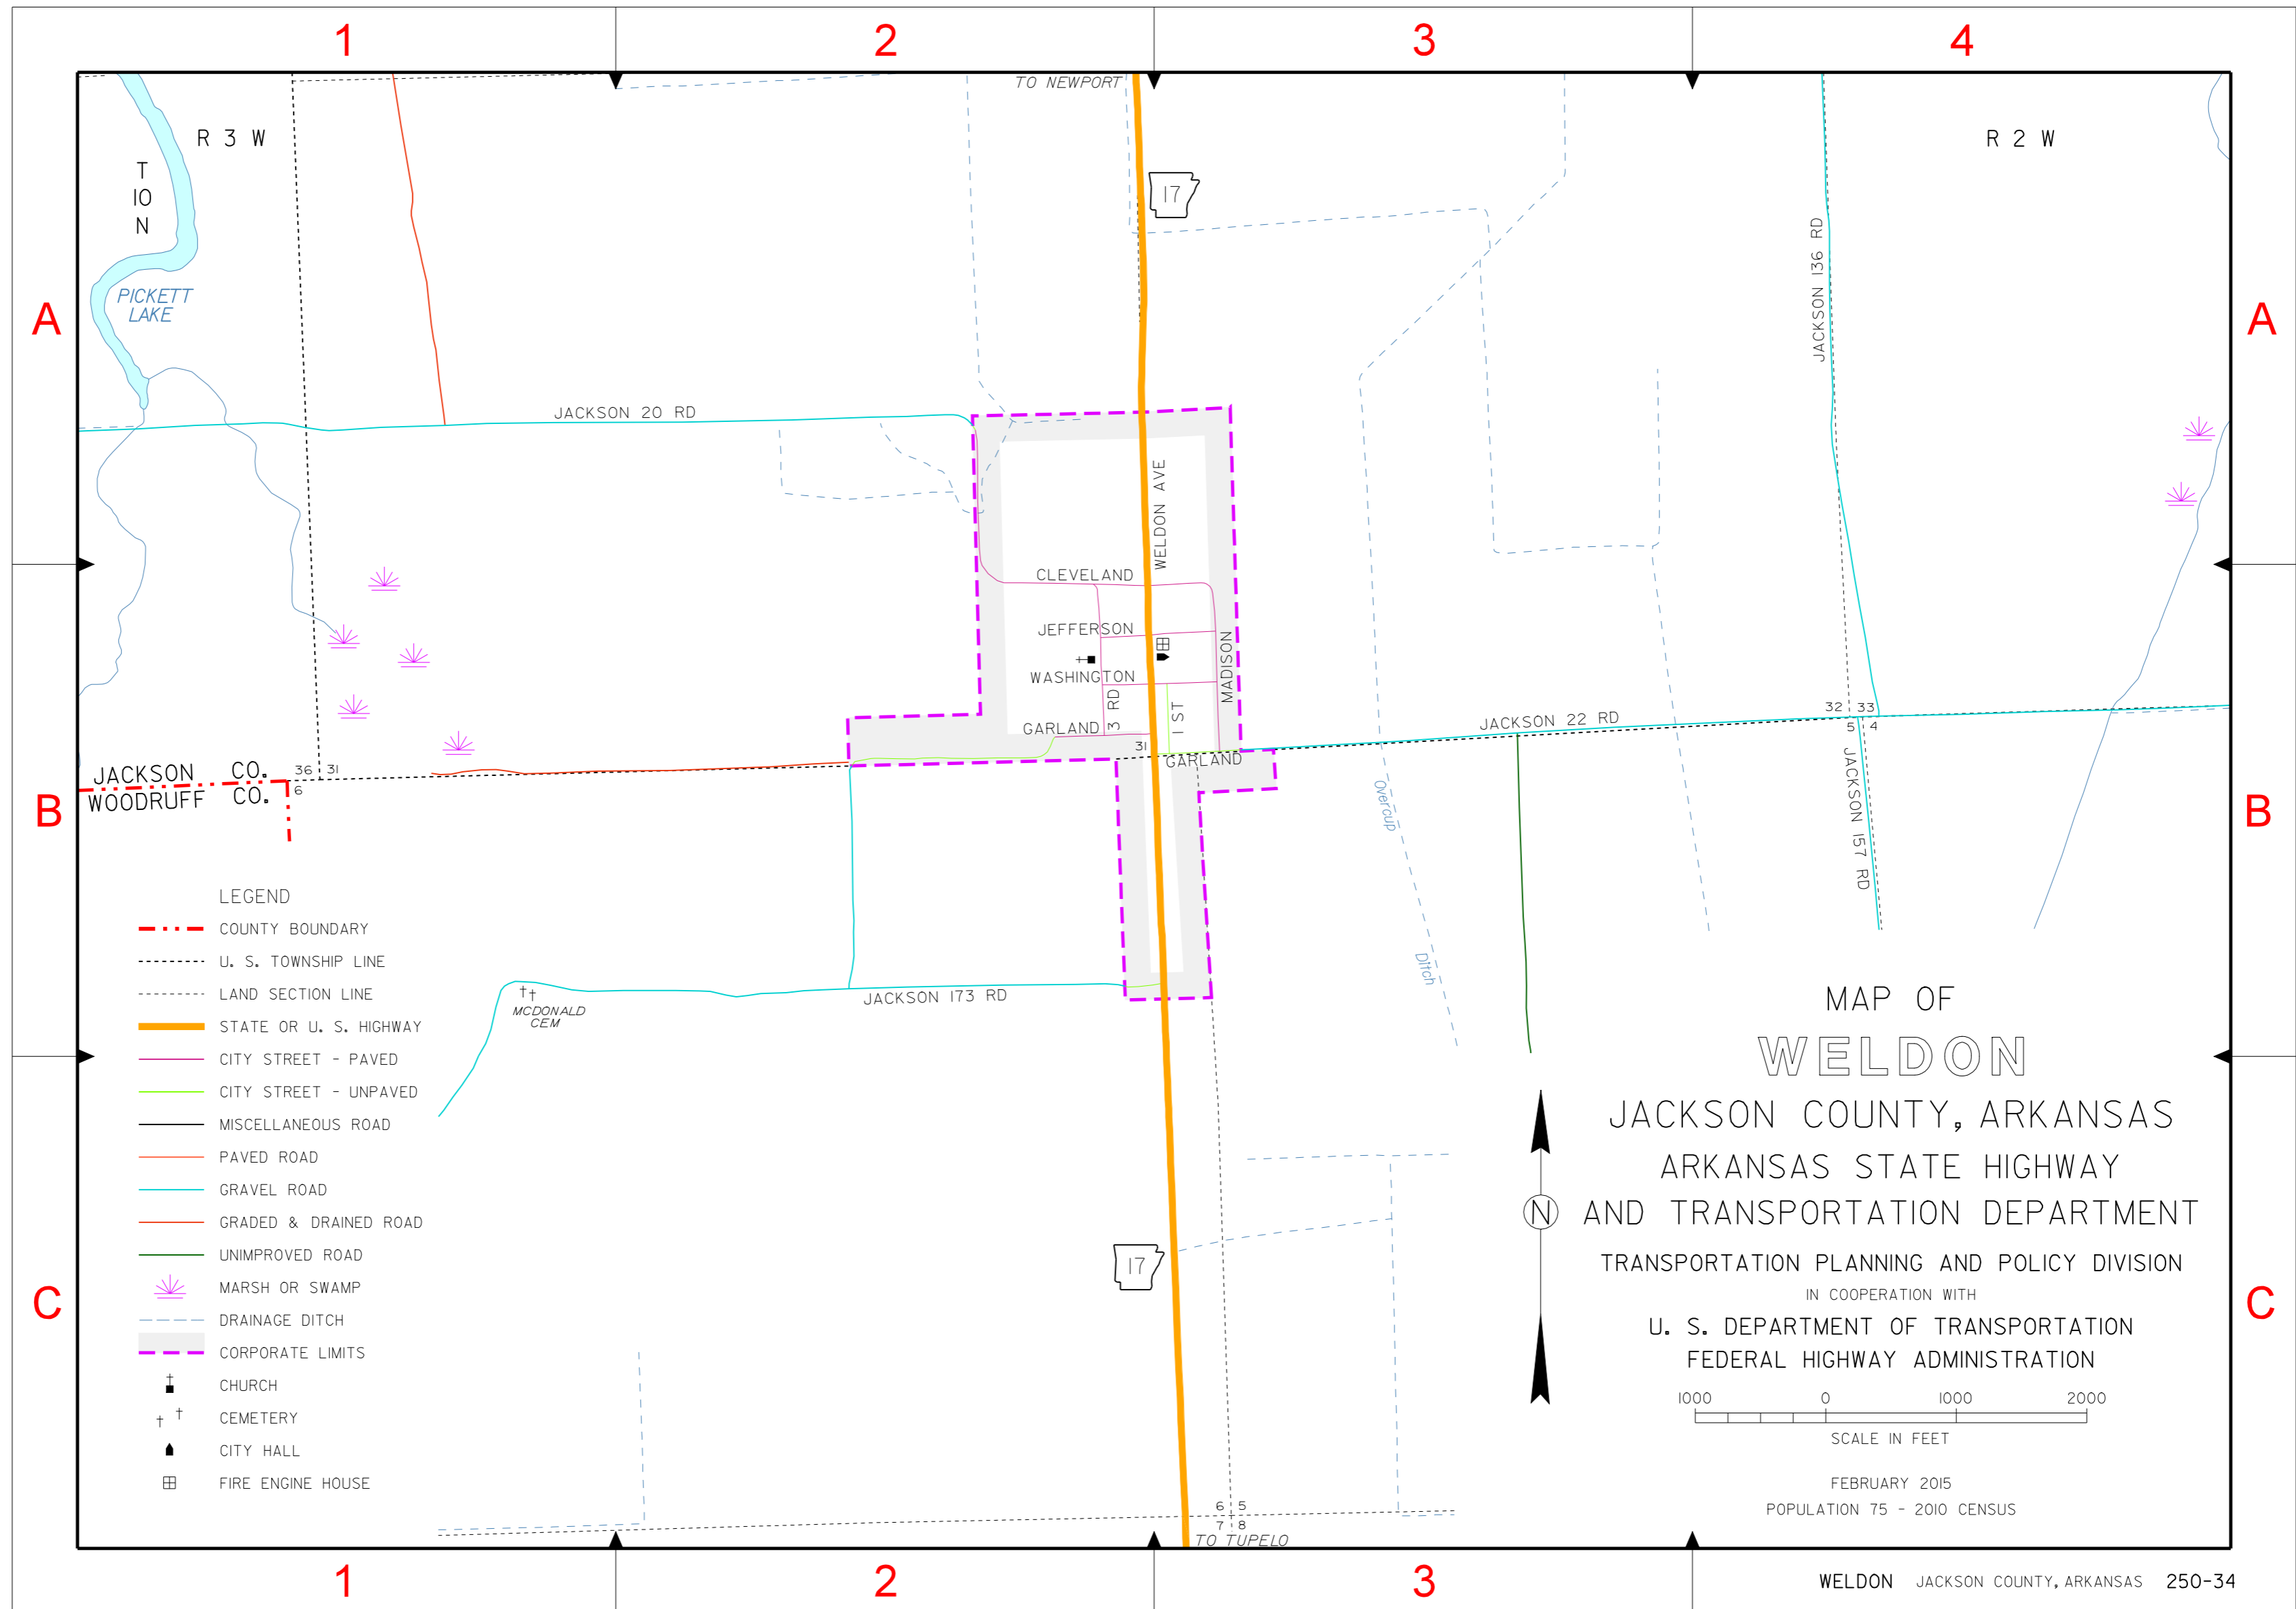 1
2
3
4
A
A
B
B
C
C
1
2
3
TO NEWPORT
R 3 W
R 2 W
T
10
N
17
PICKETT
LAKE
JACKSON 136 RD
JACKSON 20 RD
WELDON AVE
CLEVELAND
JEFFERSON
WASHINGTON
MADISON
3 RD
1 ST
GARLAND
31
GARLAND
JACKSON 22 RD
32 33
5 4
JACKSON 157 RD
JACKSON CO.
WOODRUFF CO.
36 31
6
Overcup
Ditch
JACKSON 173 RD
MCDONALD
CEM
17
6 5
7 8
TO TUPELO
LEGEND
COUNTY BOUNDARY
U. S. TOWNSHIP LINE
LAND SECTION LINE
STATE OR U. S. HIGHWAY
CITY STREET - PAVED
CITY STREET - UNPAVED
MISCELLANEOUS ROAD
PAVED ROAD
GRAVEL ROAD
GRADED & DRAINED ROAD
UNIMPROVED ROAD
MARSH OR SWAMP
DRAINAGE DITCH
CORPORATE LIMITS
CHURCH
CEMETERY
CITY HALL
FIRE ENGINE HOUSE
MAP OF
WELDON
JACKSON COUNTY, ARKANSAS
ARKANSAS STATE HIGHWAY
AND TRANSPORTATION DEPARTMENT
N
TRANSPORTATION PLANNING AND POLICY DIVISION
IN COOPERATION WITH
U. S. DEPARTMENT OF TRANSPORTATION
FEDERAL HIGHWAY ADMINISTRATION
1000 0 1000 2000
SCALE IN FEET
FEBRUARY 2015
POPULATION 75 - 2010 CENSUS
WELDON JACKSON COUNTY, ARKANSAS 250-34